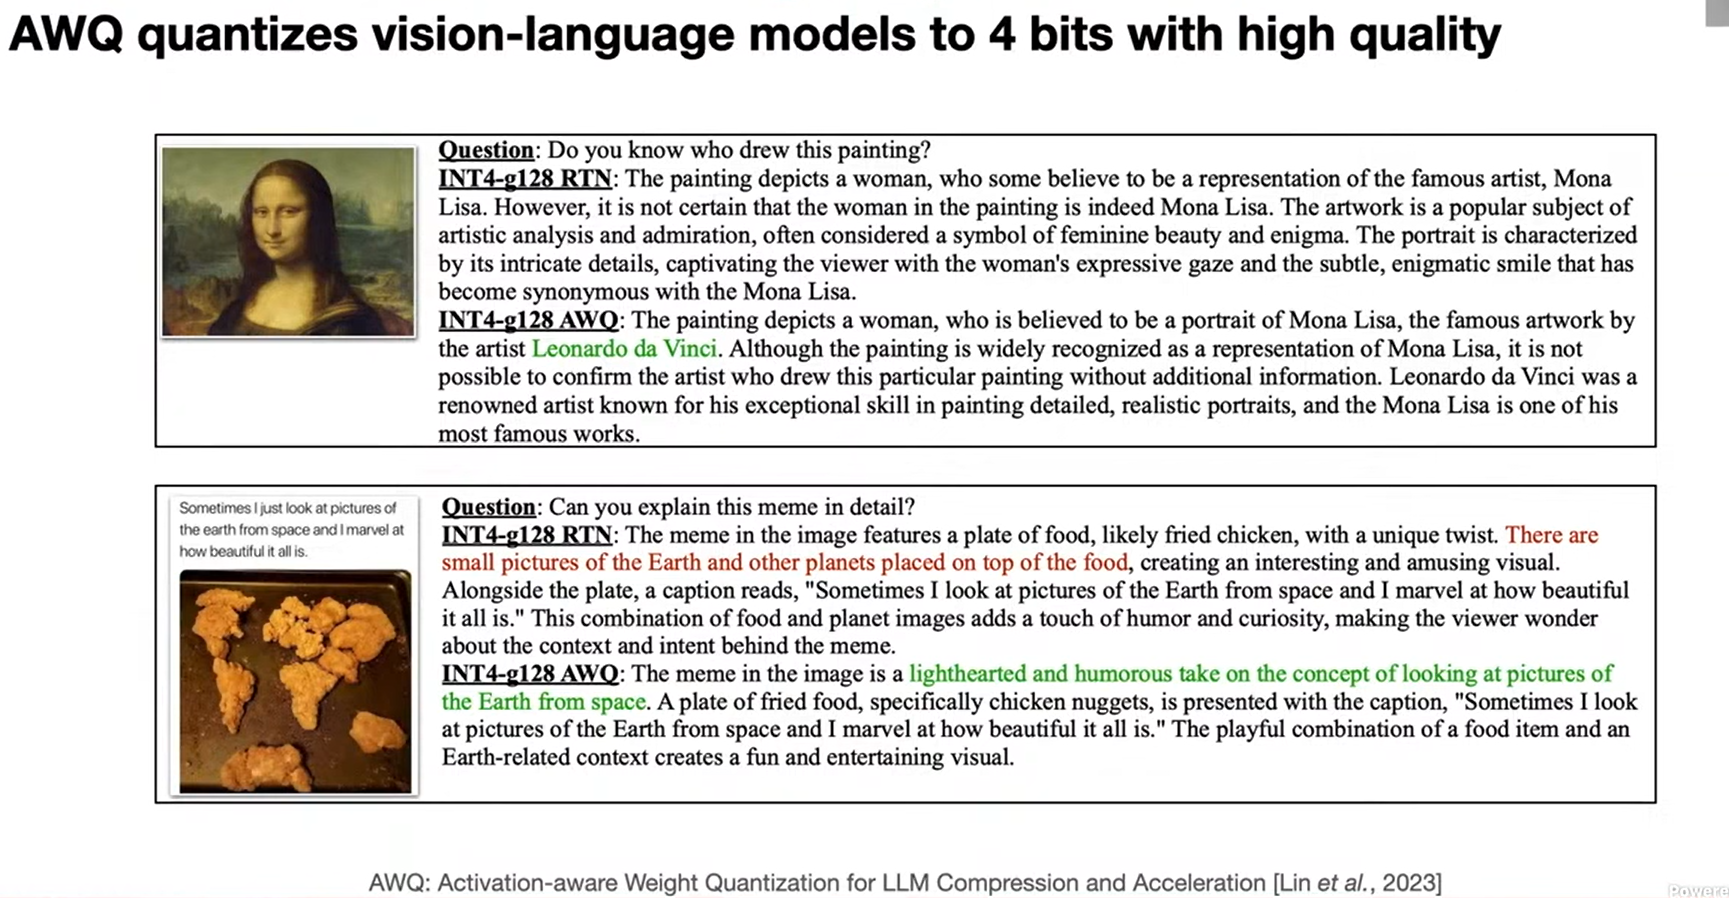 AWQ quantizes vision-language models to 4 bits with high quality
Question: Do you know who drew this painting?
INT4-g128 RTN: The painting depicts a woman, who some believe to be a representation of the famous artist, Mona
Lisa. However, it is not certain that the woman in the painting is indeed Mona Lisa. The artwork is a popular subject of
artistic analysis and admiration, often considered a symbol of feminine beauty and enigma. The portrait is characterized
by its intricate details, captivating the viewer with the woman's expressive gaze and the subtle, enigmatic smile that has
become synonymous with the Mona Lisa.
INT4-g128 AWQ: The painting depicts a woman, who is believed to be a portrait of Mona Lisa, the famous artwork by
the artist Leonardo da Vinci. Although the painting is widely recognized as a representation of Mona Lisa, it is not
possible to confirm the artist who drew this particular painting without additional information. Leonardo da Vinci was a
renowned artist known for his exceptional skill in painting detailed, realistic portraits, and the Mona Lisa is one of his
most famous works.
Sometimes I just look at pictures of
the earth from space and I marvel at
how beautiful it all is.
Question: Can you explain this meme in detail?
INT4-g128 RTN: The meme in the image features a plate of food, likely fried chicken, with a unique twist. There are
small pictures of the Earth and other planets placed on top of the food, creating an interesting and amusing visual.
Alongside the plate, a caption reads, "Sometimes I look at pictures of the Earth from space and I marvel at how beautiful
it all is." This combination of food and planet images adds a touch of humor and curiosity, making the viewer wonder
about the context and intent behind the meme.
INT4-g128 AWQ: The meme in the image is a lighthearted and humorous take on the concept of looking at pictures of
the Earth from space. A plate of fried food, specifically chicken nuggets, is presented with the caption, "Sometimes I look
at pictures of the Earth from space and I marvel at how beautiful it all is." The playful combination of a food item and an
Earth-related context creates a fun and entertaining visual.
AWQ: Activation-aware Weight Quantization for LLM Compression and Acceleration [Lin et al., 2023]
Powere